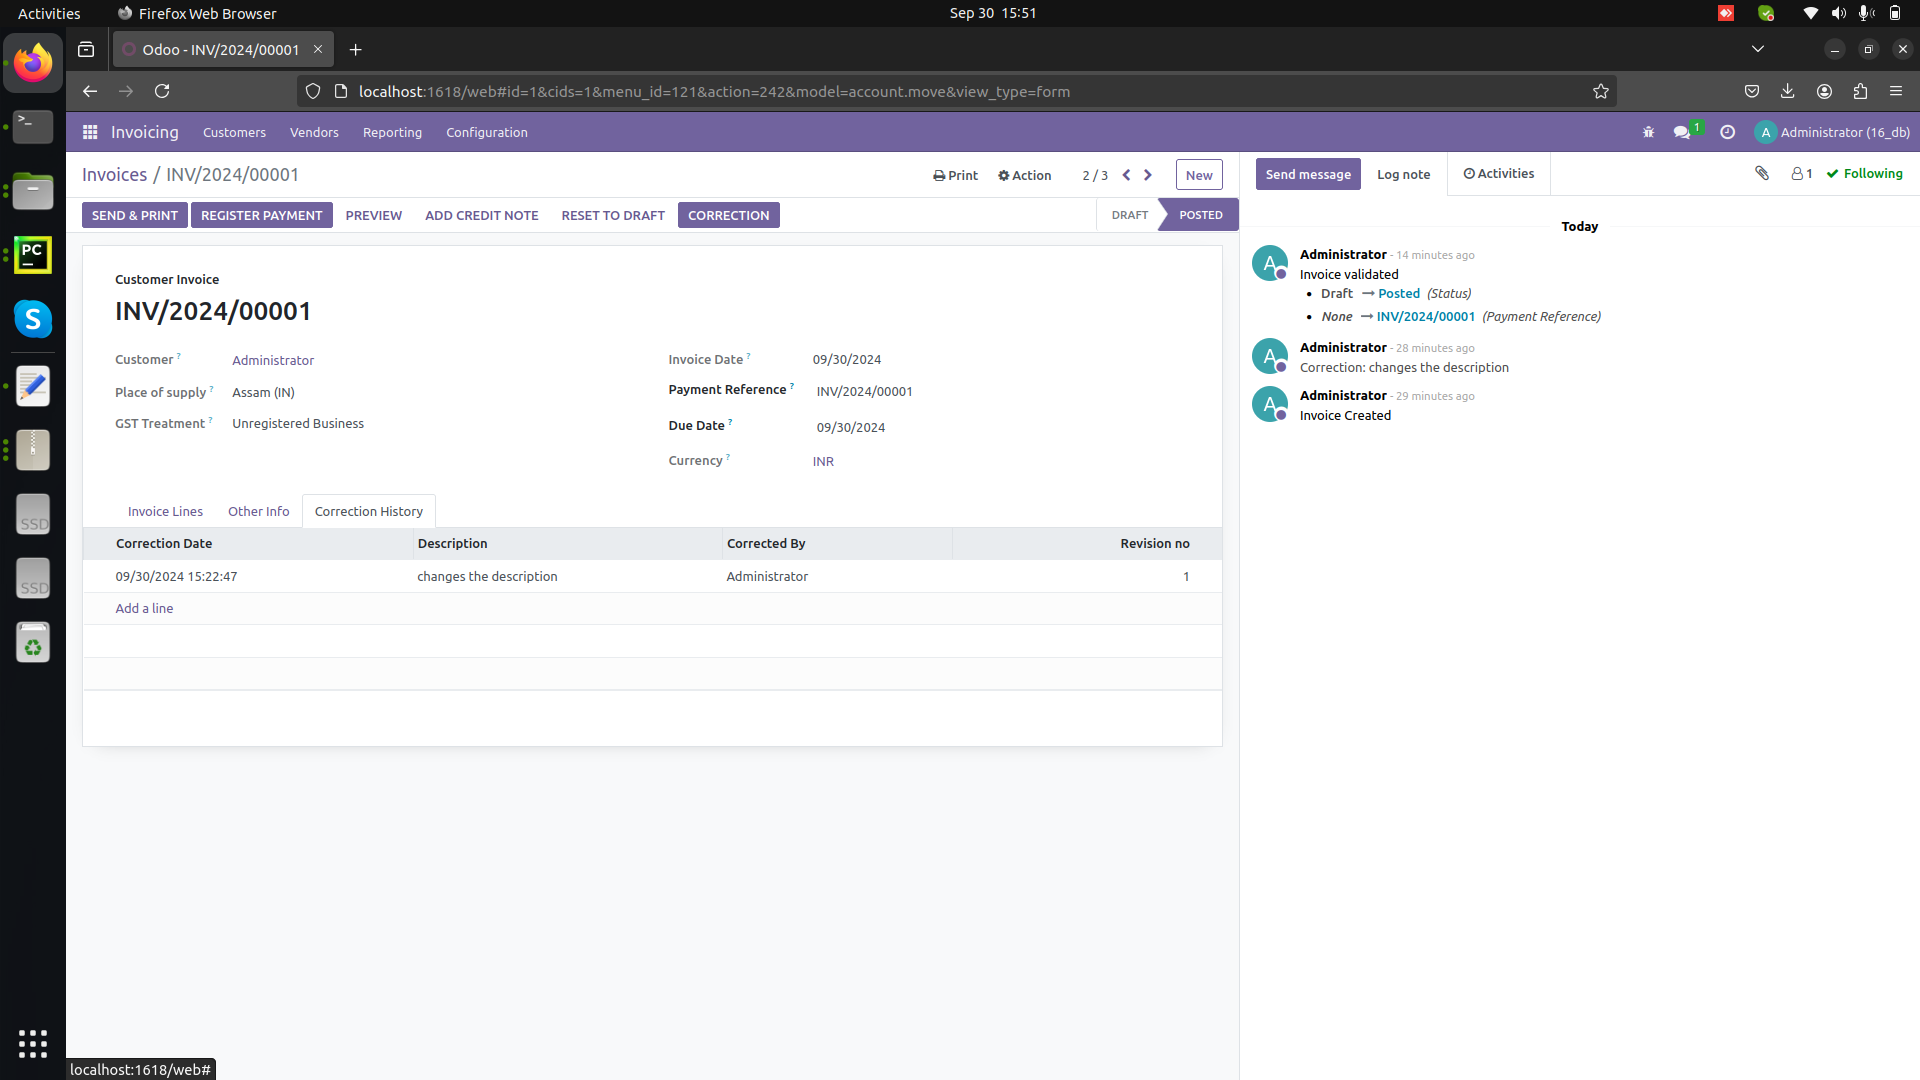 Activities
Firefox Web Browser
Sep 30 15:51
Odoo - INV/2024/00001
localhost:1618/web#id=1&cids=1&menu_id=121&action=242&model=account.move&view_type=form
Invoicing Customers Vendors Reporting Configuration
1
A Administrator (16_db)
Invoices / INV/2024/00001
Print Action 2 / 3 New
SEND & PRINT REGISTER PAYMENT PREVIEW ADD CREDIT NOTE RESET TO DRAFT CORRECTION
DRAFT POSTED
Customer Invoice
INV/2024/00001
Customer ? Administrator
Place of supply ? Assam (IN)
GST Treatment ? Unregistered Business
Invoice Date ? 09/30/2024
Payment Reference ? INV/2024/00001
Due Date ? 09/30/2024
Currency ? INR
Invoice Lines Other Info Correction History
Correction Date Description Corrected By Revision no
09/30/2024 15:22:47 changes the description Administrator 1
Add a line
Send message Log note Activities
1 Following
Today
A Administrator - 14 minutes ago
Invoice validated
• Draft → Posted (Status)
• None → INV/2024/00001 (Payment Reference)
A Administrator - 28 minutes ago
Correction: changes the description
A Administrator - 29 minutes ago
Invoice Created
>_
PC
S
SSD
SSD
localhost:1618/web#